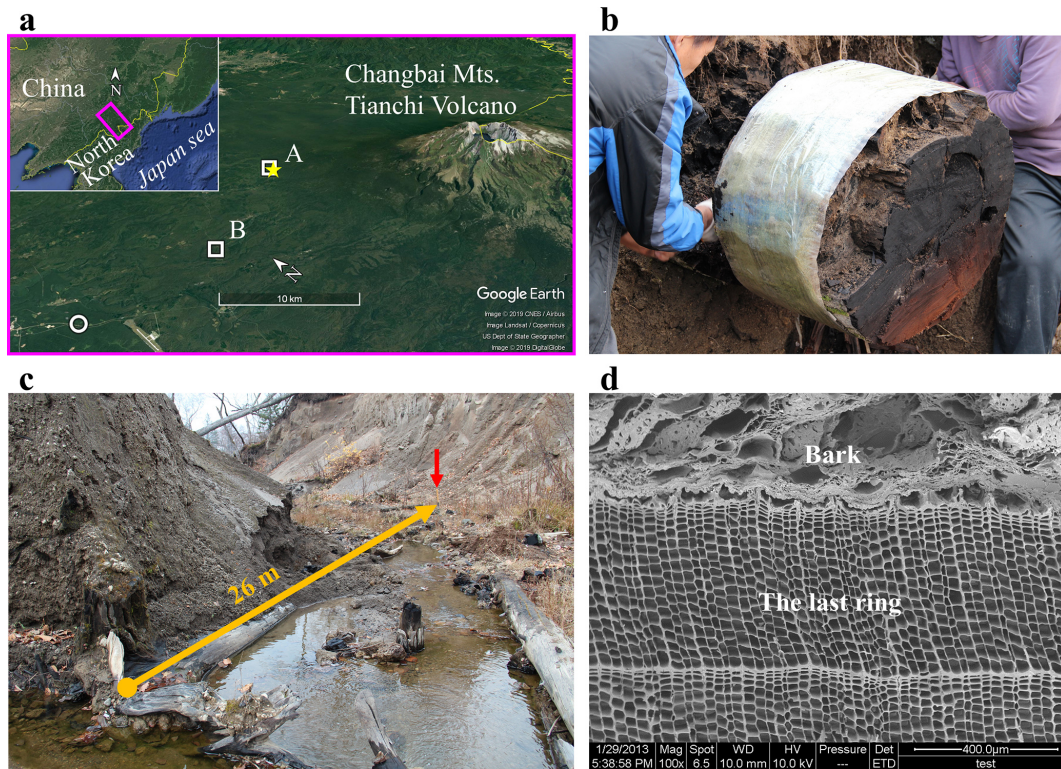 a
China
N
North
Korea
Japan sea
Changbai Mts.
Tianchi Volcano
A
B
N
10 km
Google Earth
Image © 2019 CNES / Airbus
Image Landsat / Copernicus
US Dept of State Geographer
Image © 2019 DigitalGlobe
b
c
26 m
d
Bark
The last ring
1/29/2013 Mag Spot WD HV Pressure Det 400.0µm
5:38:58 PM 100x 6.5 10.0 mm 10.0 kV --- ETD test